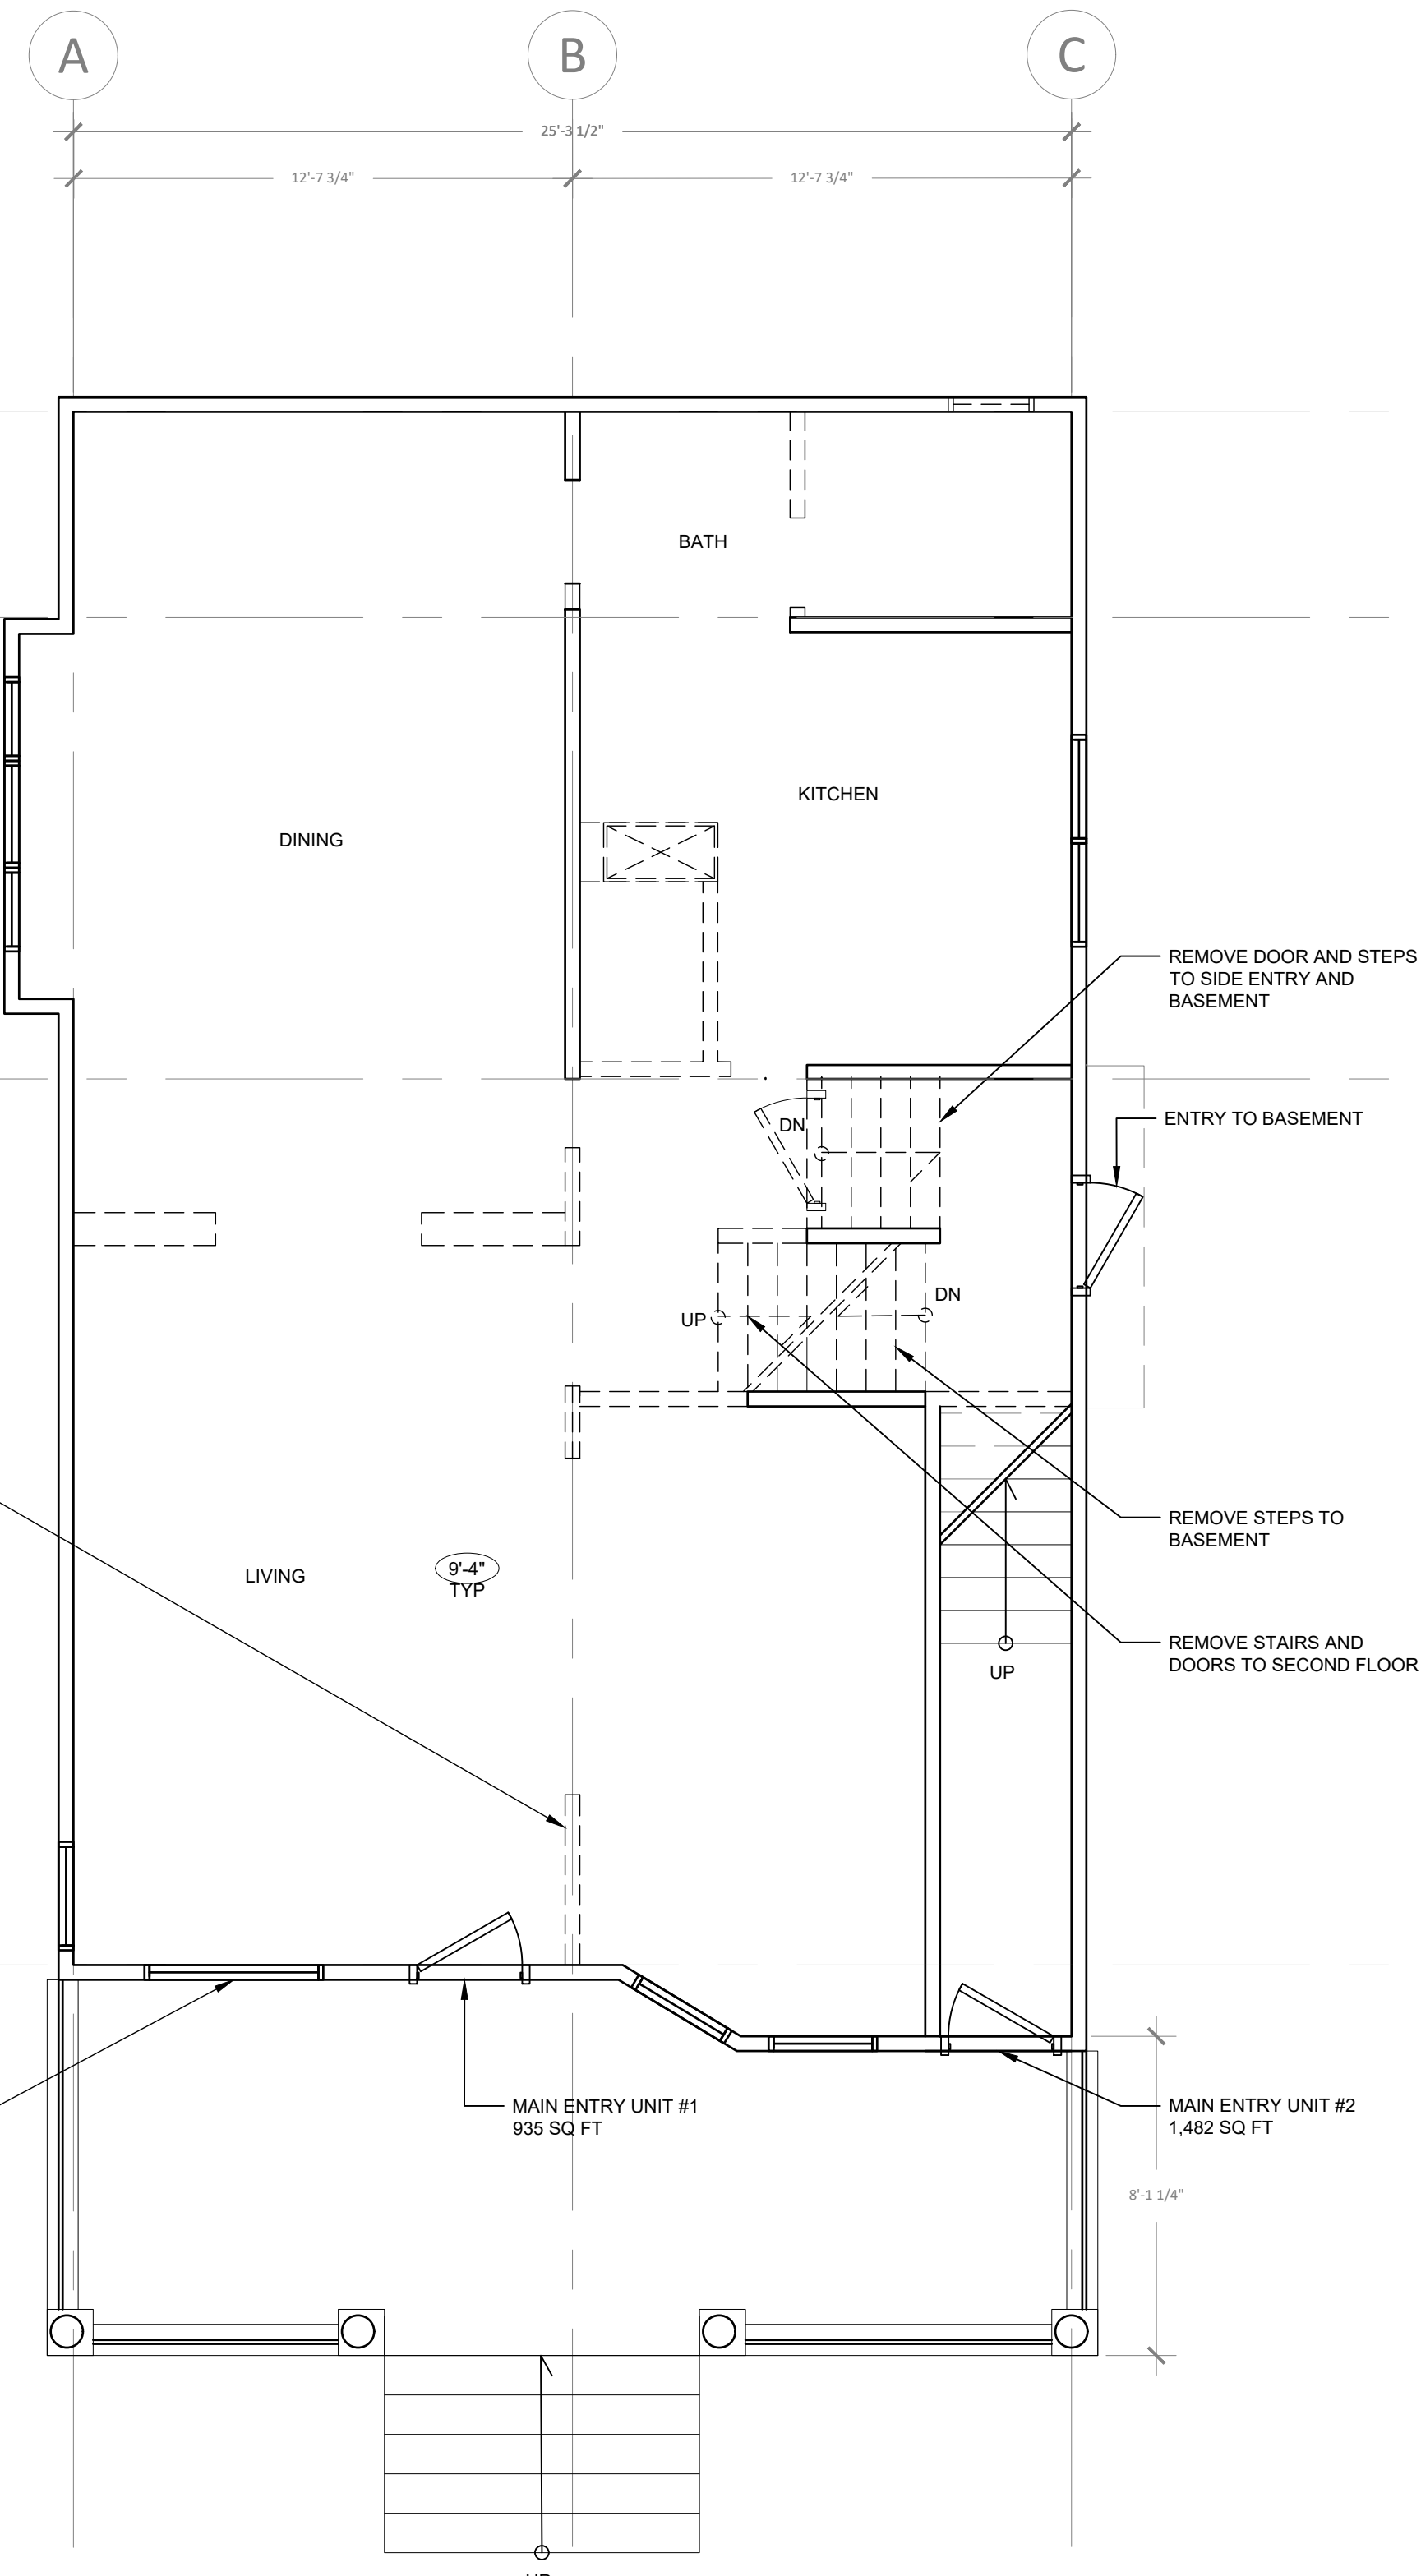 A
B
C
25'-3 1/2"
12'-7 3/4"
12'-7 3/4"
BATH
KITCHEN
DINING
REMOVE DOOR AND STEPS
TO SIDE ENTRY AND
BASEMENT
ENTRY TO BASEMENT
DN
DN
UP
REMOVE STEPS TO
BASEMENT
LIVING
9'-4"
TYP
REMOVE STAIRS AND
DOORS TO SECOND FLOOR
UP
MAIN ENTRY UNIT #1
935 SQ FT
MAIN ENTRY UNIT #2
1,482 SQ FT
8'-1 1/4"
UP